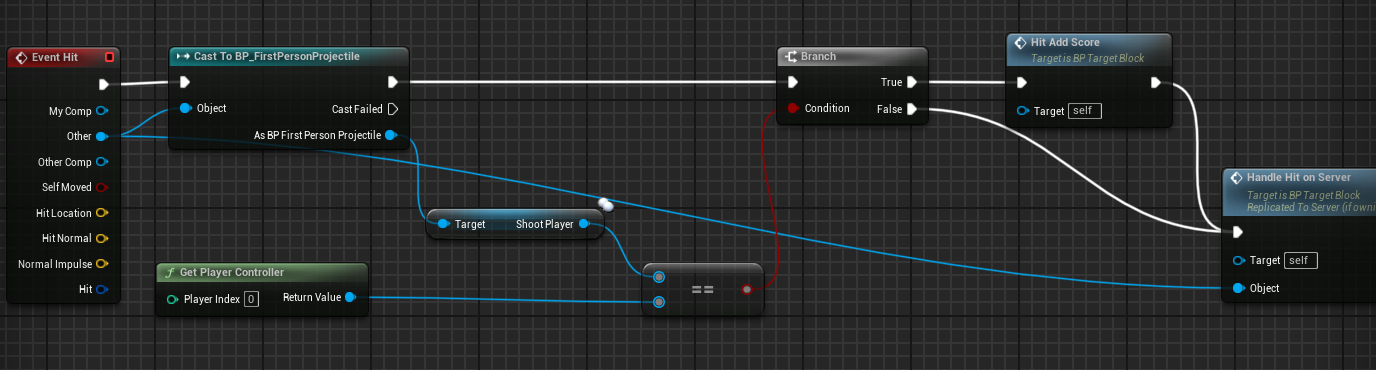 Event Hit
My Comp
Other
Other Comp
Self Moved
Hit Location
Hit Normal
Normal Impulse
Hit
Cast To BP_FirstPersonProjectile
Object
Cast Failed
As BP First Person Projectile
Target
Shoot Player
f Get Player Controller
Player Index 0
Return Value
==
Branch
True
Condition
False
Hit Add Score
Target is BP Target Block
Target self
Handle Hit on Server
Target is BP Target Block
Replicated To Server (if owni
Target self
Object